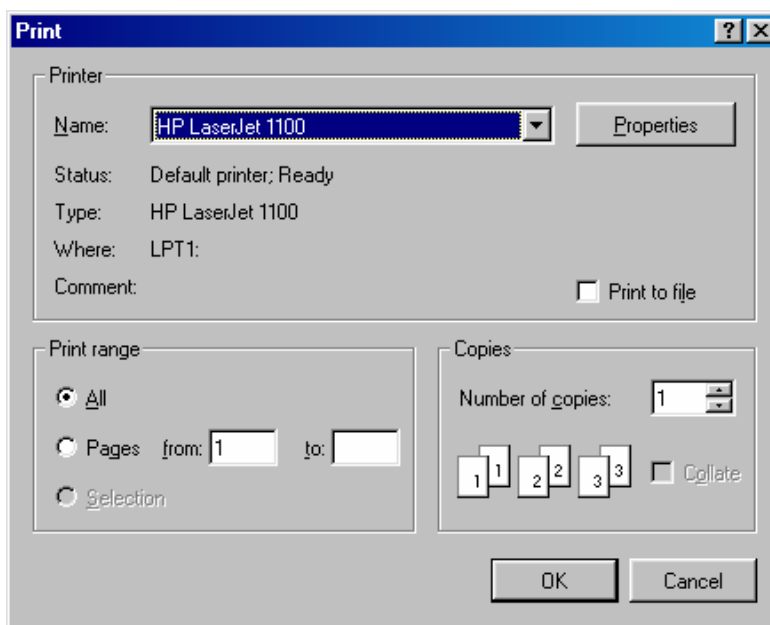 Print
Printer
Name: HP LaserJet 1100 Properties
Status: Default printer; Ready
Type: HP LaserJet 1100
Where: LPT1:
Comment: Print to file
Print range
All
Pages from: 1 to:
Selection
Copies
Number of copies: 1
1 1 2 2 3 3 Collate
OK Cancel